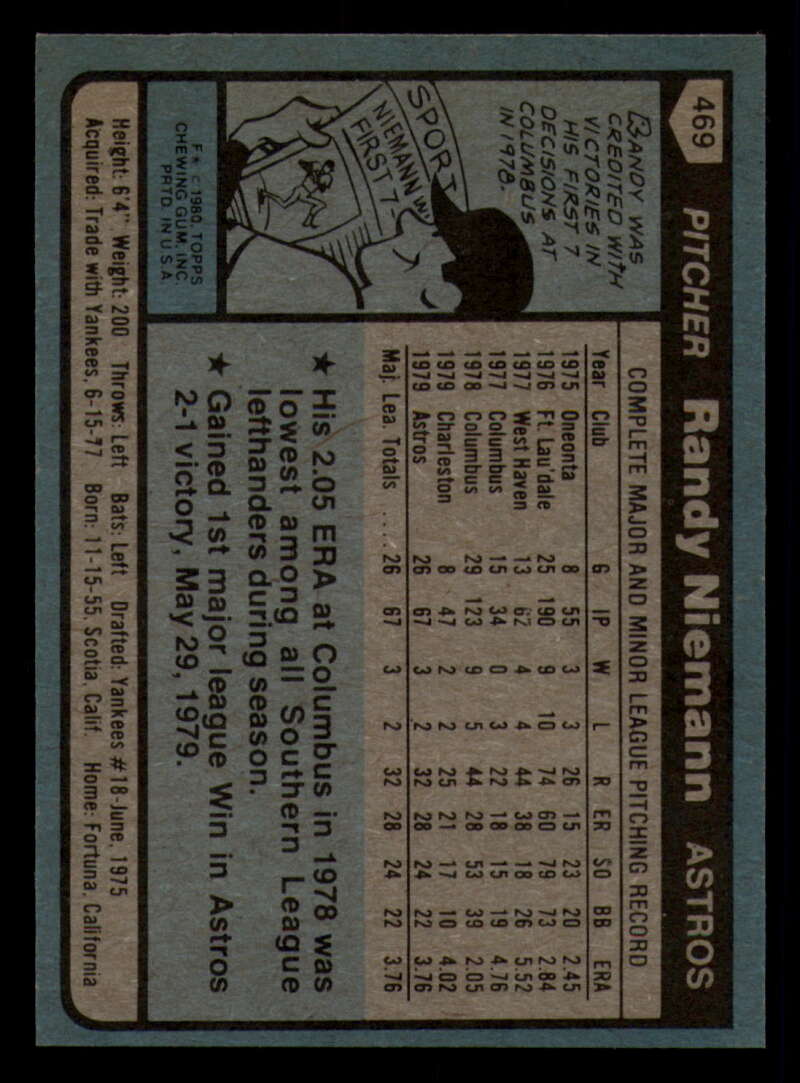 469 PITCHER Randy Niemann ASTROS
RANDY WAS
CREDITED WITH
VICTORIES IN
HIS FIRST 7
DECISIONS AT
COLUMBUS
IN 1978.
SPORT
NIEMANN W
FIRST 7-
F★ © 1980, TOPPS
CHEWING GUM, INC.
PRTD. IN U.S.A.
COMPLETE MAJOR AND MINOR LEAGUE PITCHING RECORD
Year Club G IP W L R ER SO BB ERA
1975 Oneonta 8 55 3 3 26 15 23 20 2.45
1976 Ft. Lau'dale 25 190 9 10 74 60 79 73 2.84
1977 West Haven 13 62 4 4 44 38 18 26 5.52
1977 Columbus 15 34 0 3 22 18 15 19 4.76
1978 Columbus 29 123 9 5 44 28 53 39 2.05
1979 Charleston 8 47 2 2 25 21 17 10 4.02
1979 Astros 26 67 3 2 32 28 24 22 3.76
Maj. Lea. Totals ..... 26 67 3 2 32 28 24 22 3.76
★ His 2.05 ERA at Columbus in 1978 was
lowest among all Southern League
lefthanders during season.
★ Gained 1st major league Win in Astros
2-1 victory, May 29, 1979.
Height: 6'4" Weight: 200 Throws: Left Bats: Left Drafted: Yankees #18-June, 1975
Acquired: Trade with Yankees, 6-15-77 Born: 11-15-55, Scotia, Calif. Home: Fortuna, California